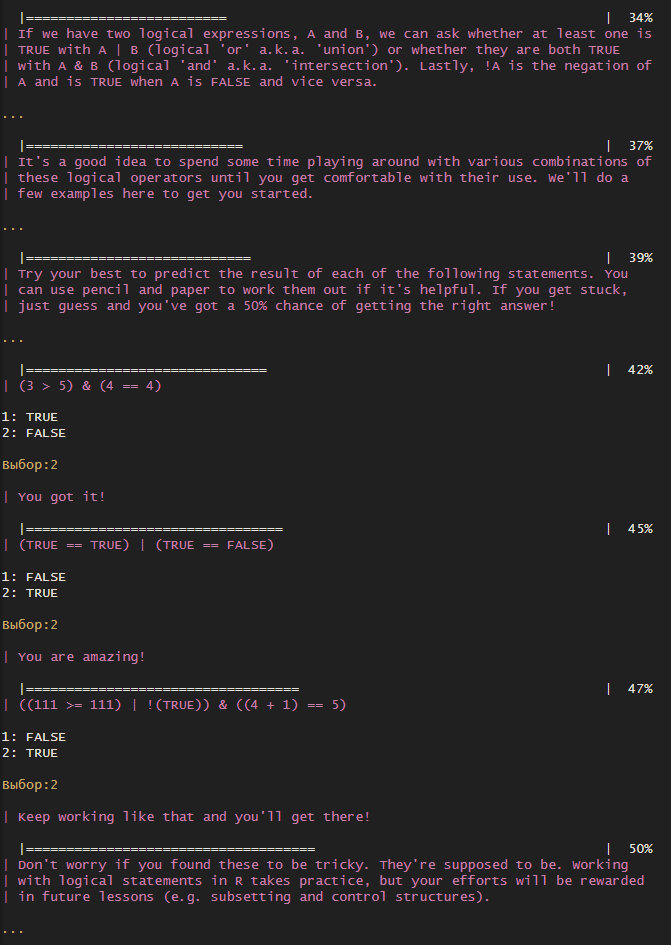 |========================= | 34%
| If we have two logical expressions, A and B, we can ask whether at least one is
| TRUE with A | B (logical 'or' a.k.a. 'union') or whether they are both TRUE
| with A & B (logical 'and' a.k.a. 'intersection'). Lastly, !A is the negation of
| A and is TRUE when A is FALSE and vice versa.
...
|=========================== | 37%
| It's a good idea to spend some time playing around with various combinations of
| these logical operators until you get comfortable with their use. We'll do a
| few examples here to get you started.
...
|============================ | 39%
| Try your best to predict the result of each of the following statements. You
| can use pencil and paper to work them out if it's helpful. If you get stuck,
| just guess and you've got a 50% chance of getting the right answer!
...
|============================== | 42%
| (3 > 5) & (4 == 4)
1: TRUE
2: FALSE
Выбор:2
| You got it!
|================================ | 45%
| (TRUE == TRUE) | (TRUE == FALSE)
1: FALSE
2: TRUE
Выбор:2
| You are amazing!
|================================== | 47%
| ((111 >= 111) | !(TRUE)) & ((4 + 1) == 5)
1: FALSE
2: TRUE
Выбор:2
| Keep working like that and you'll get there!
|==================================== | 50%
| Don't worry if you found these to be tricky. They're supposed to be. Working
| with logical statements in R takes practice, but your efforts will be rewarded
| in future lessons (e.g. subsetting and control structures).
...